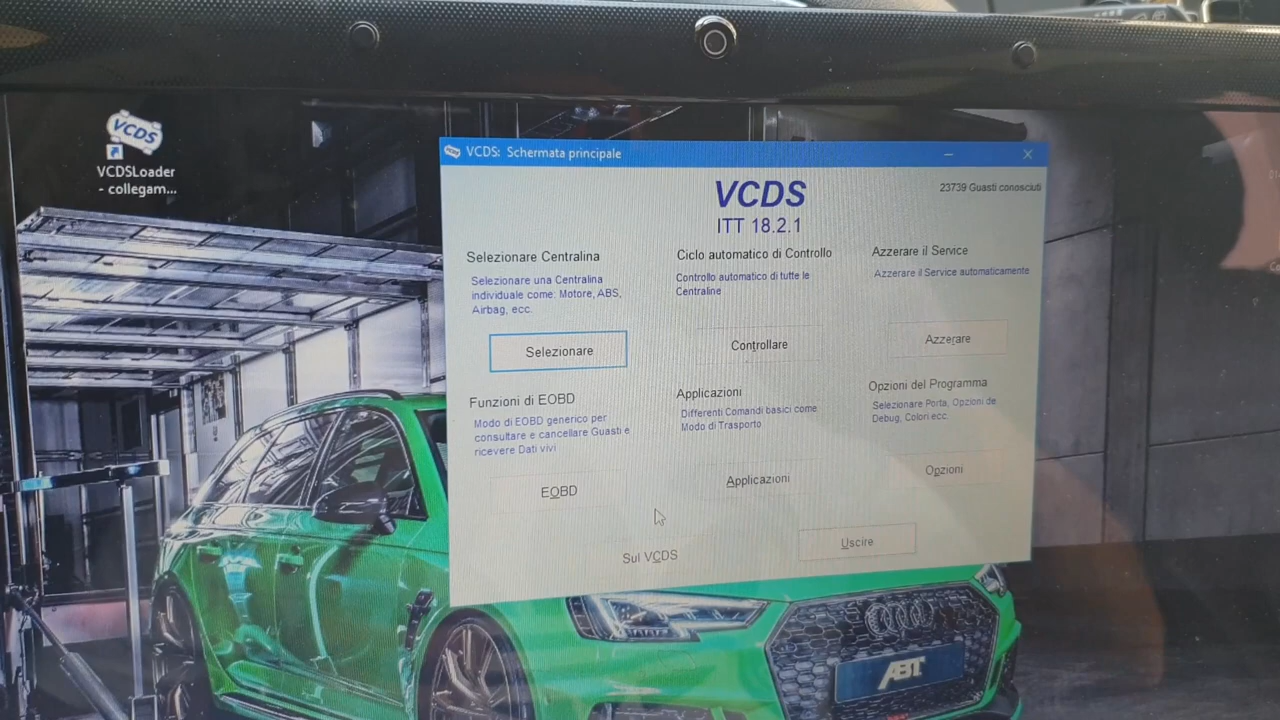 VCDS
VCDSLoader
- collegam...
VCDS: Schermata principale
VCDS
23739 Guasti conosciuti
ITT 18.2.1
Selezionare Centralina
Selezionare una Centralina
individuale come: Motore, ABS,
Airbag, ecc.
Selezionare
Ciclo automatico di Controllo
Controllo automatico di tutte le
Centraline
Controllare
Azzerare il Service
Azzerare il Service automaticamente
Azzerare
Funzioni di EOBD
Modo di EOBD generico per
consultare e cancellare Guasti e
ricevere Dati vivi
EOBD
Applicazioni
Differenti Comandi basici come
Modo di Trasporto
Applicazioni
Opzioni del Programma
Selezionare Porta, Opzioni de
Debug, Colori ecc.
Opzioni
Sul VCDS
Uscire
ABT